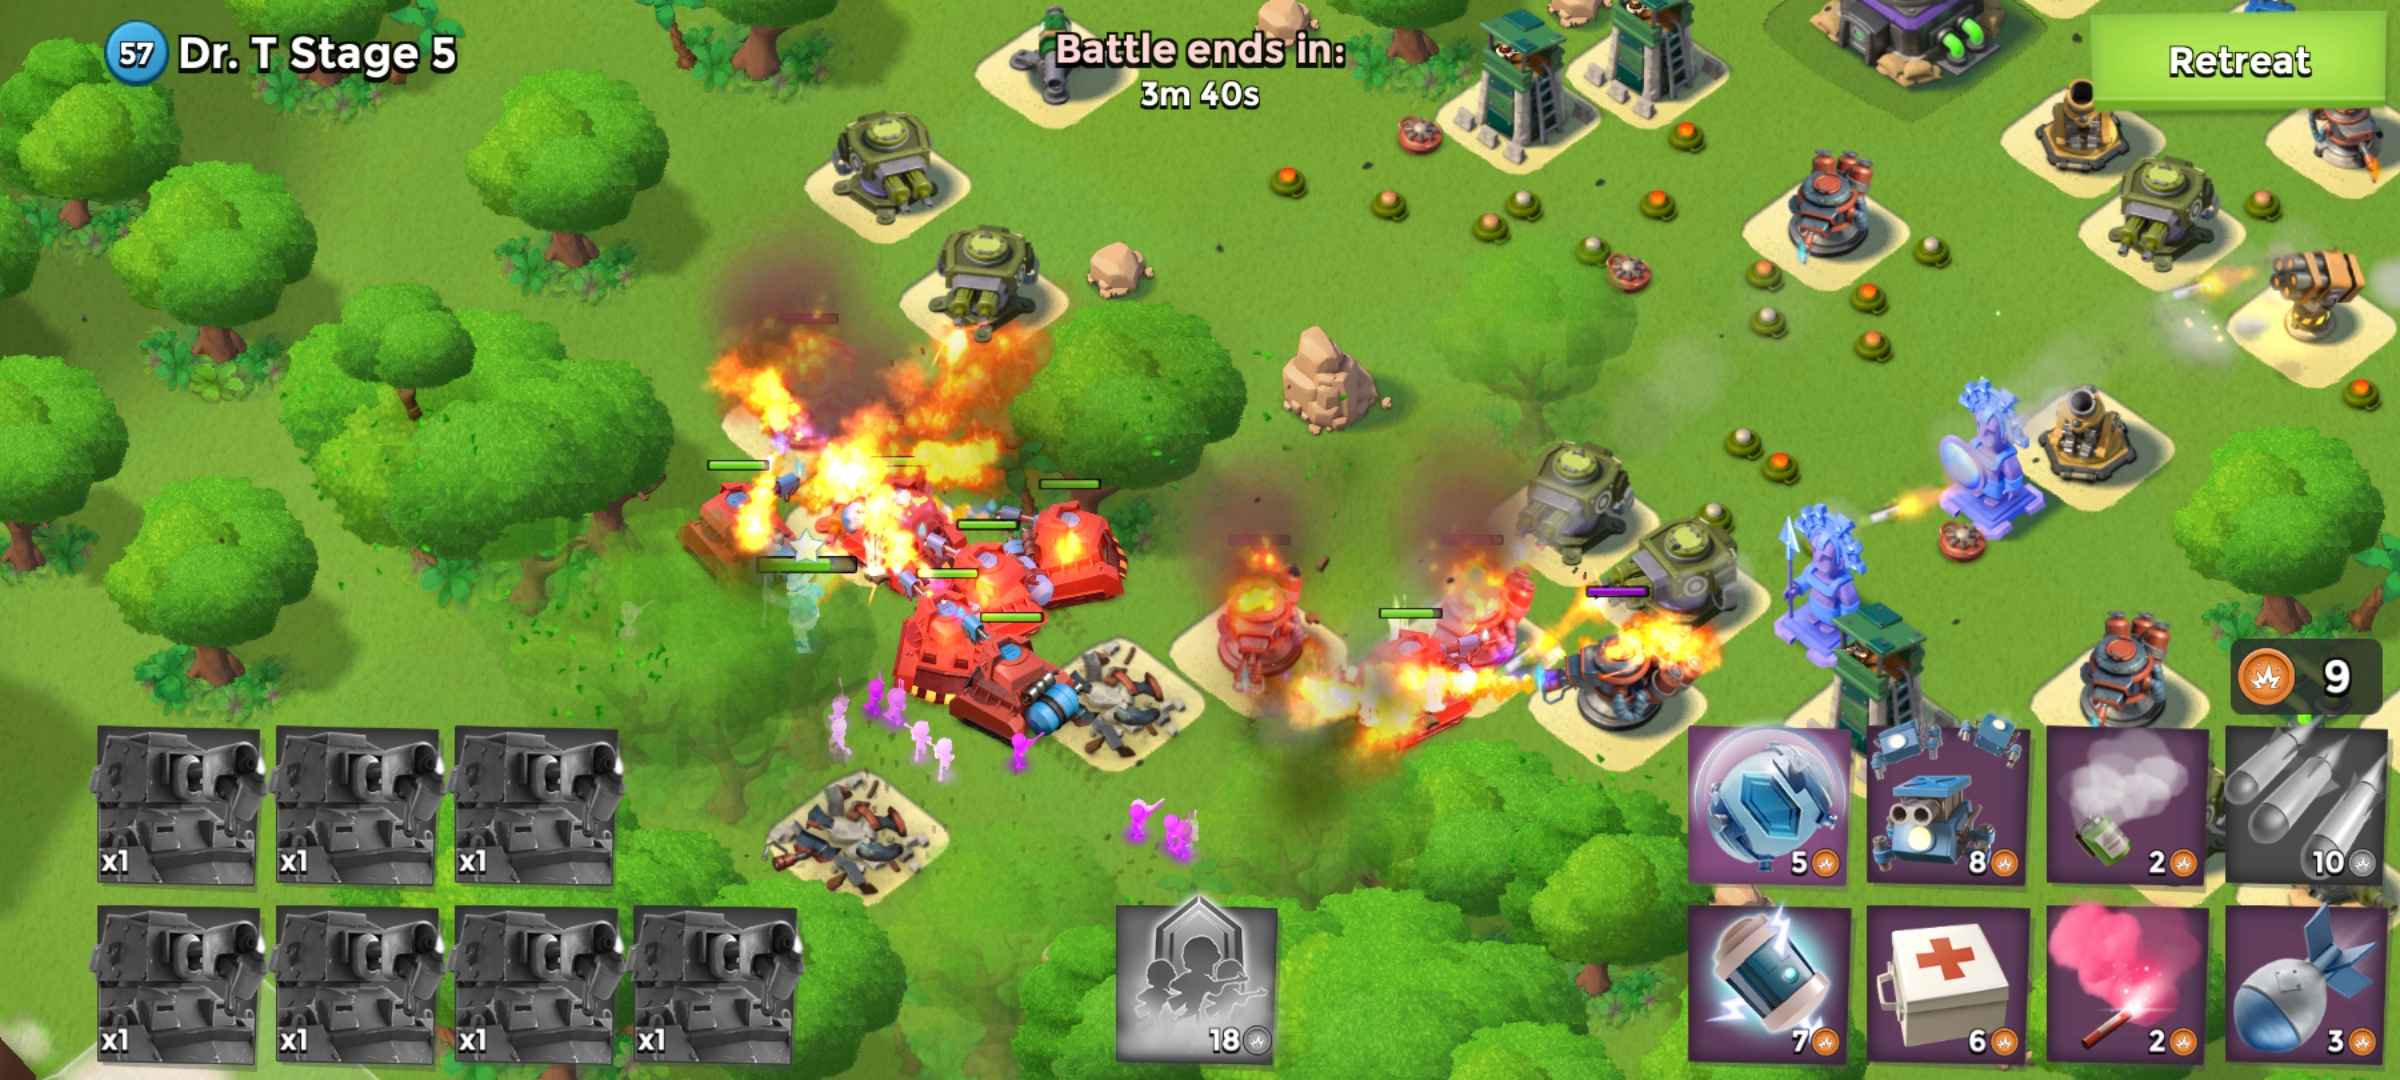 57 Dr. T Stage 5
Battle ends in:
3m 40s
Retreat
9
x1 x1 x1
5 8 2 10
x1 x1 x1 x1
18
7 6 2 3